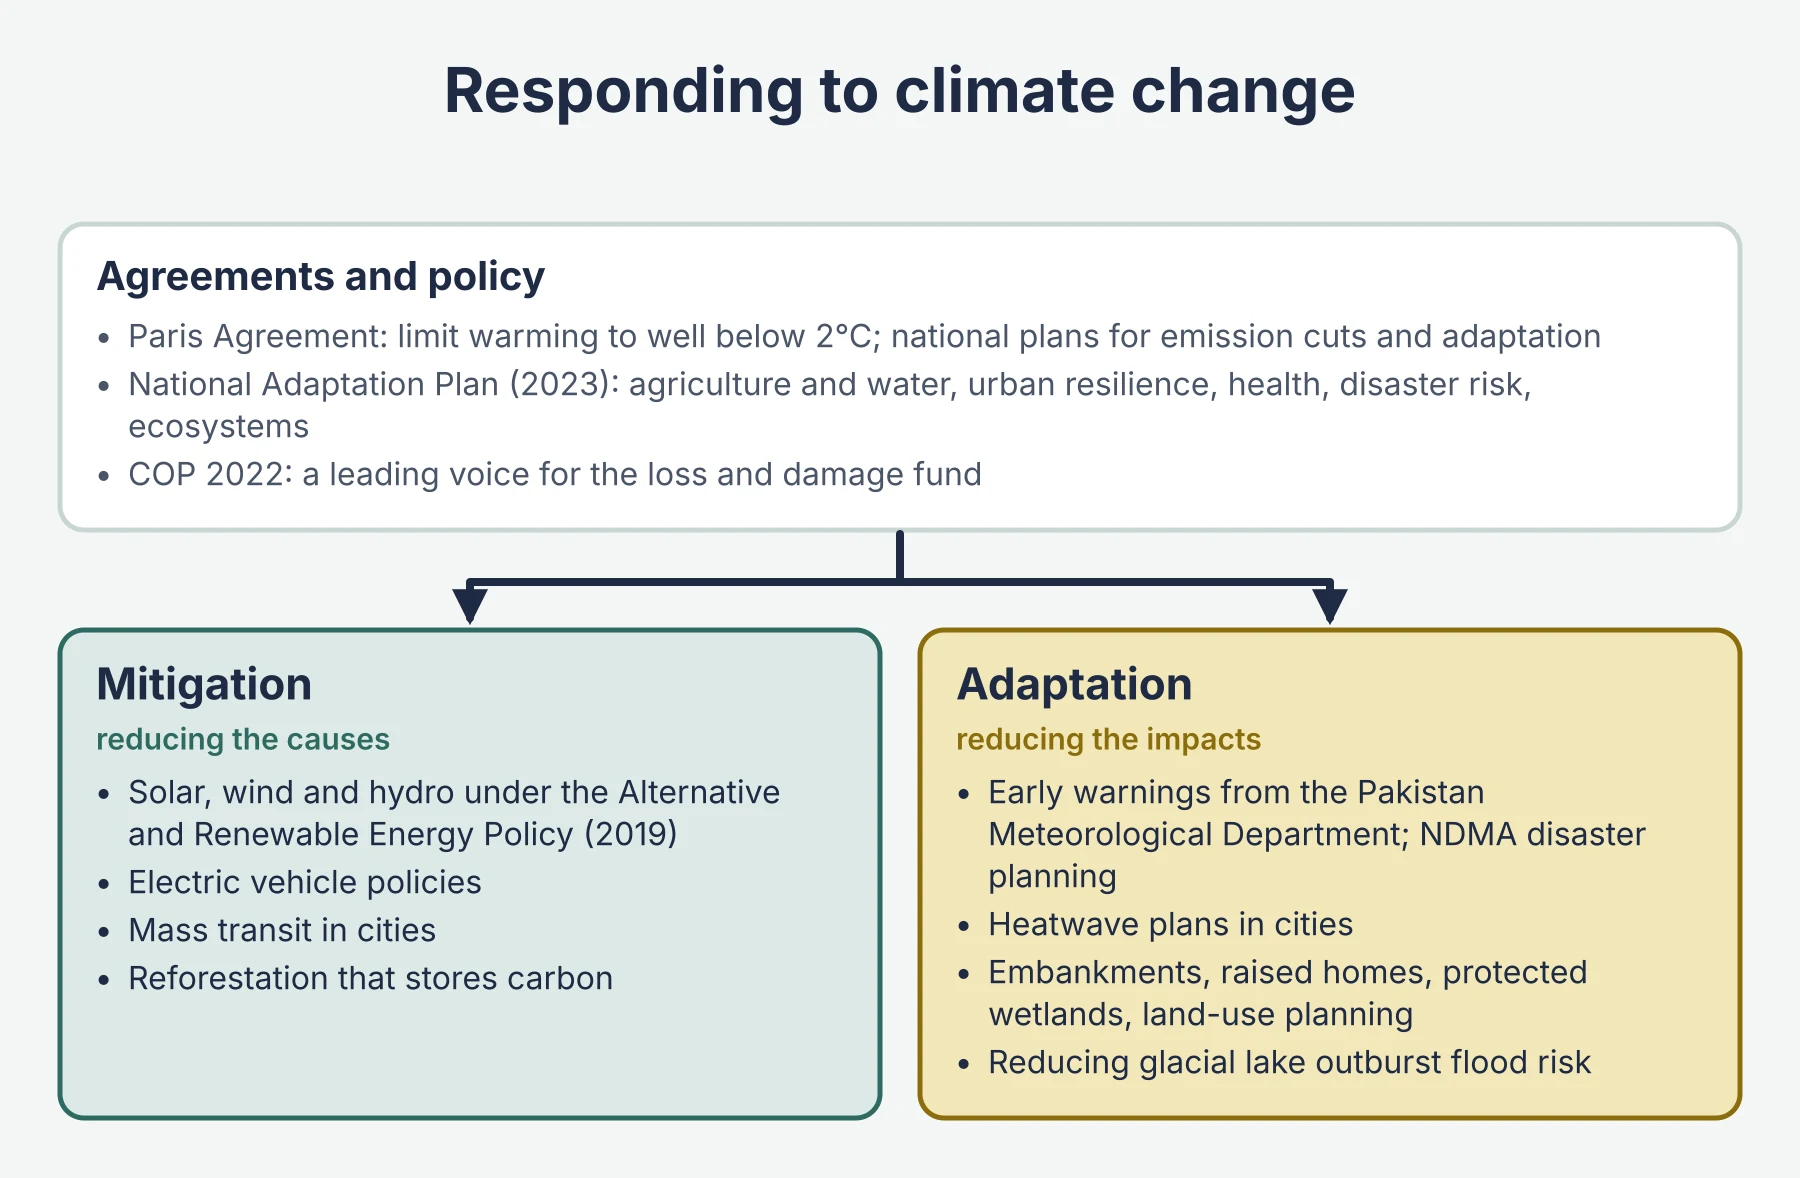 Responding to climate change
Agreements and policy
• Paris Agreement: limit warming to well below 2°C; national plans for emission cuts and adaptation
• National Adaptation Plan (2023): agriculture and water, urban resilience, health, disaster risk,
ecosystems
• COP 2022: a leading voice for the loss and damage fund
Mitigation
reducing the causes
• Solar, wind and hydro under the Alternative
and Renewable Energy Policy (2019)
• Electric vehicle policies
• Mass transit in cities
• Reforestation that stores carbon
Adaptation
reducing the impacts
• Early warnings from the Pakistan
Meteorological Department; NDMA disaster
planning
• Heatwave plans in cities
• Embankments, raised homes, protected
wetlands, land-use planning
• Reducing glacial lake outburst flood risk